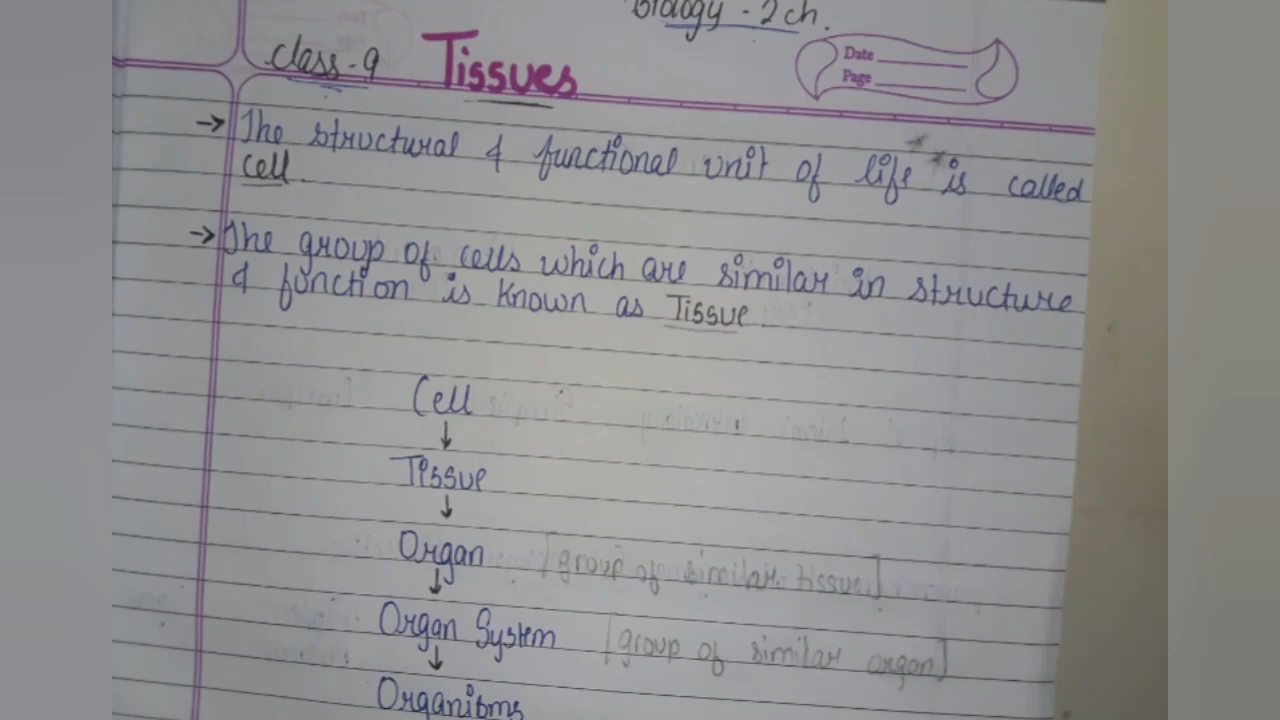 Biology - 2 ch.
Class - 9 Tissues
Date
Page
→ The structural & functional unit of life is called
cell.
→ The group of cells which are similar in structure
& function is known as Tissue.
Cell
↓
Tissue
↓
Organ [group of similar tissue]
↓
Organ System [group of similar organ]
↓
Organisms